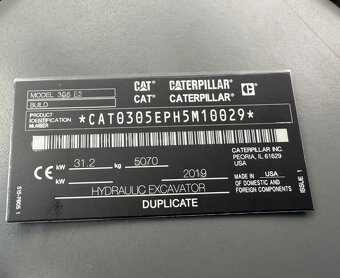 CAT CATERPILLAR C
MODEL 305 E2 CAT CATERPILLAR
BUILD
PRODUCT IDENTIFICATION NUMBER *CAT0305EPH5M10029*
CE kW 31.2 kg 5070 CATERPILLAR INC.
PEORIA, IL 61629
USA
kW 2019 MADE IN USA
OF DOMESTIC AND
FOREIGN COMPONENTS
HYDRAULIC EXCAVATOR
DUPLICATE
ISSUE 1